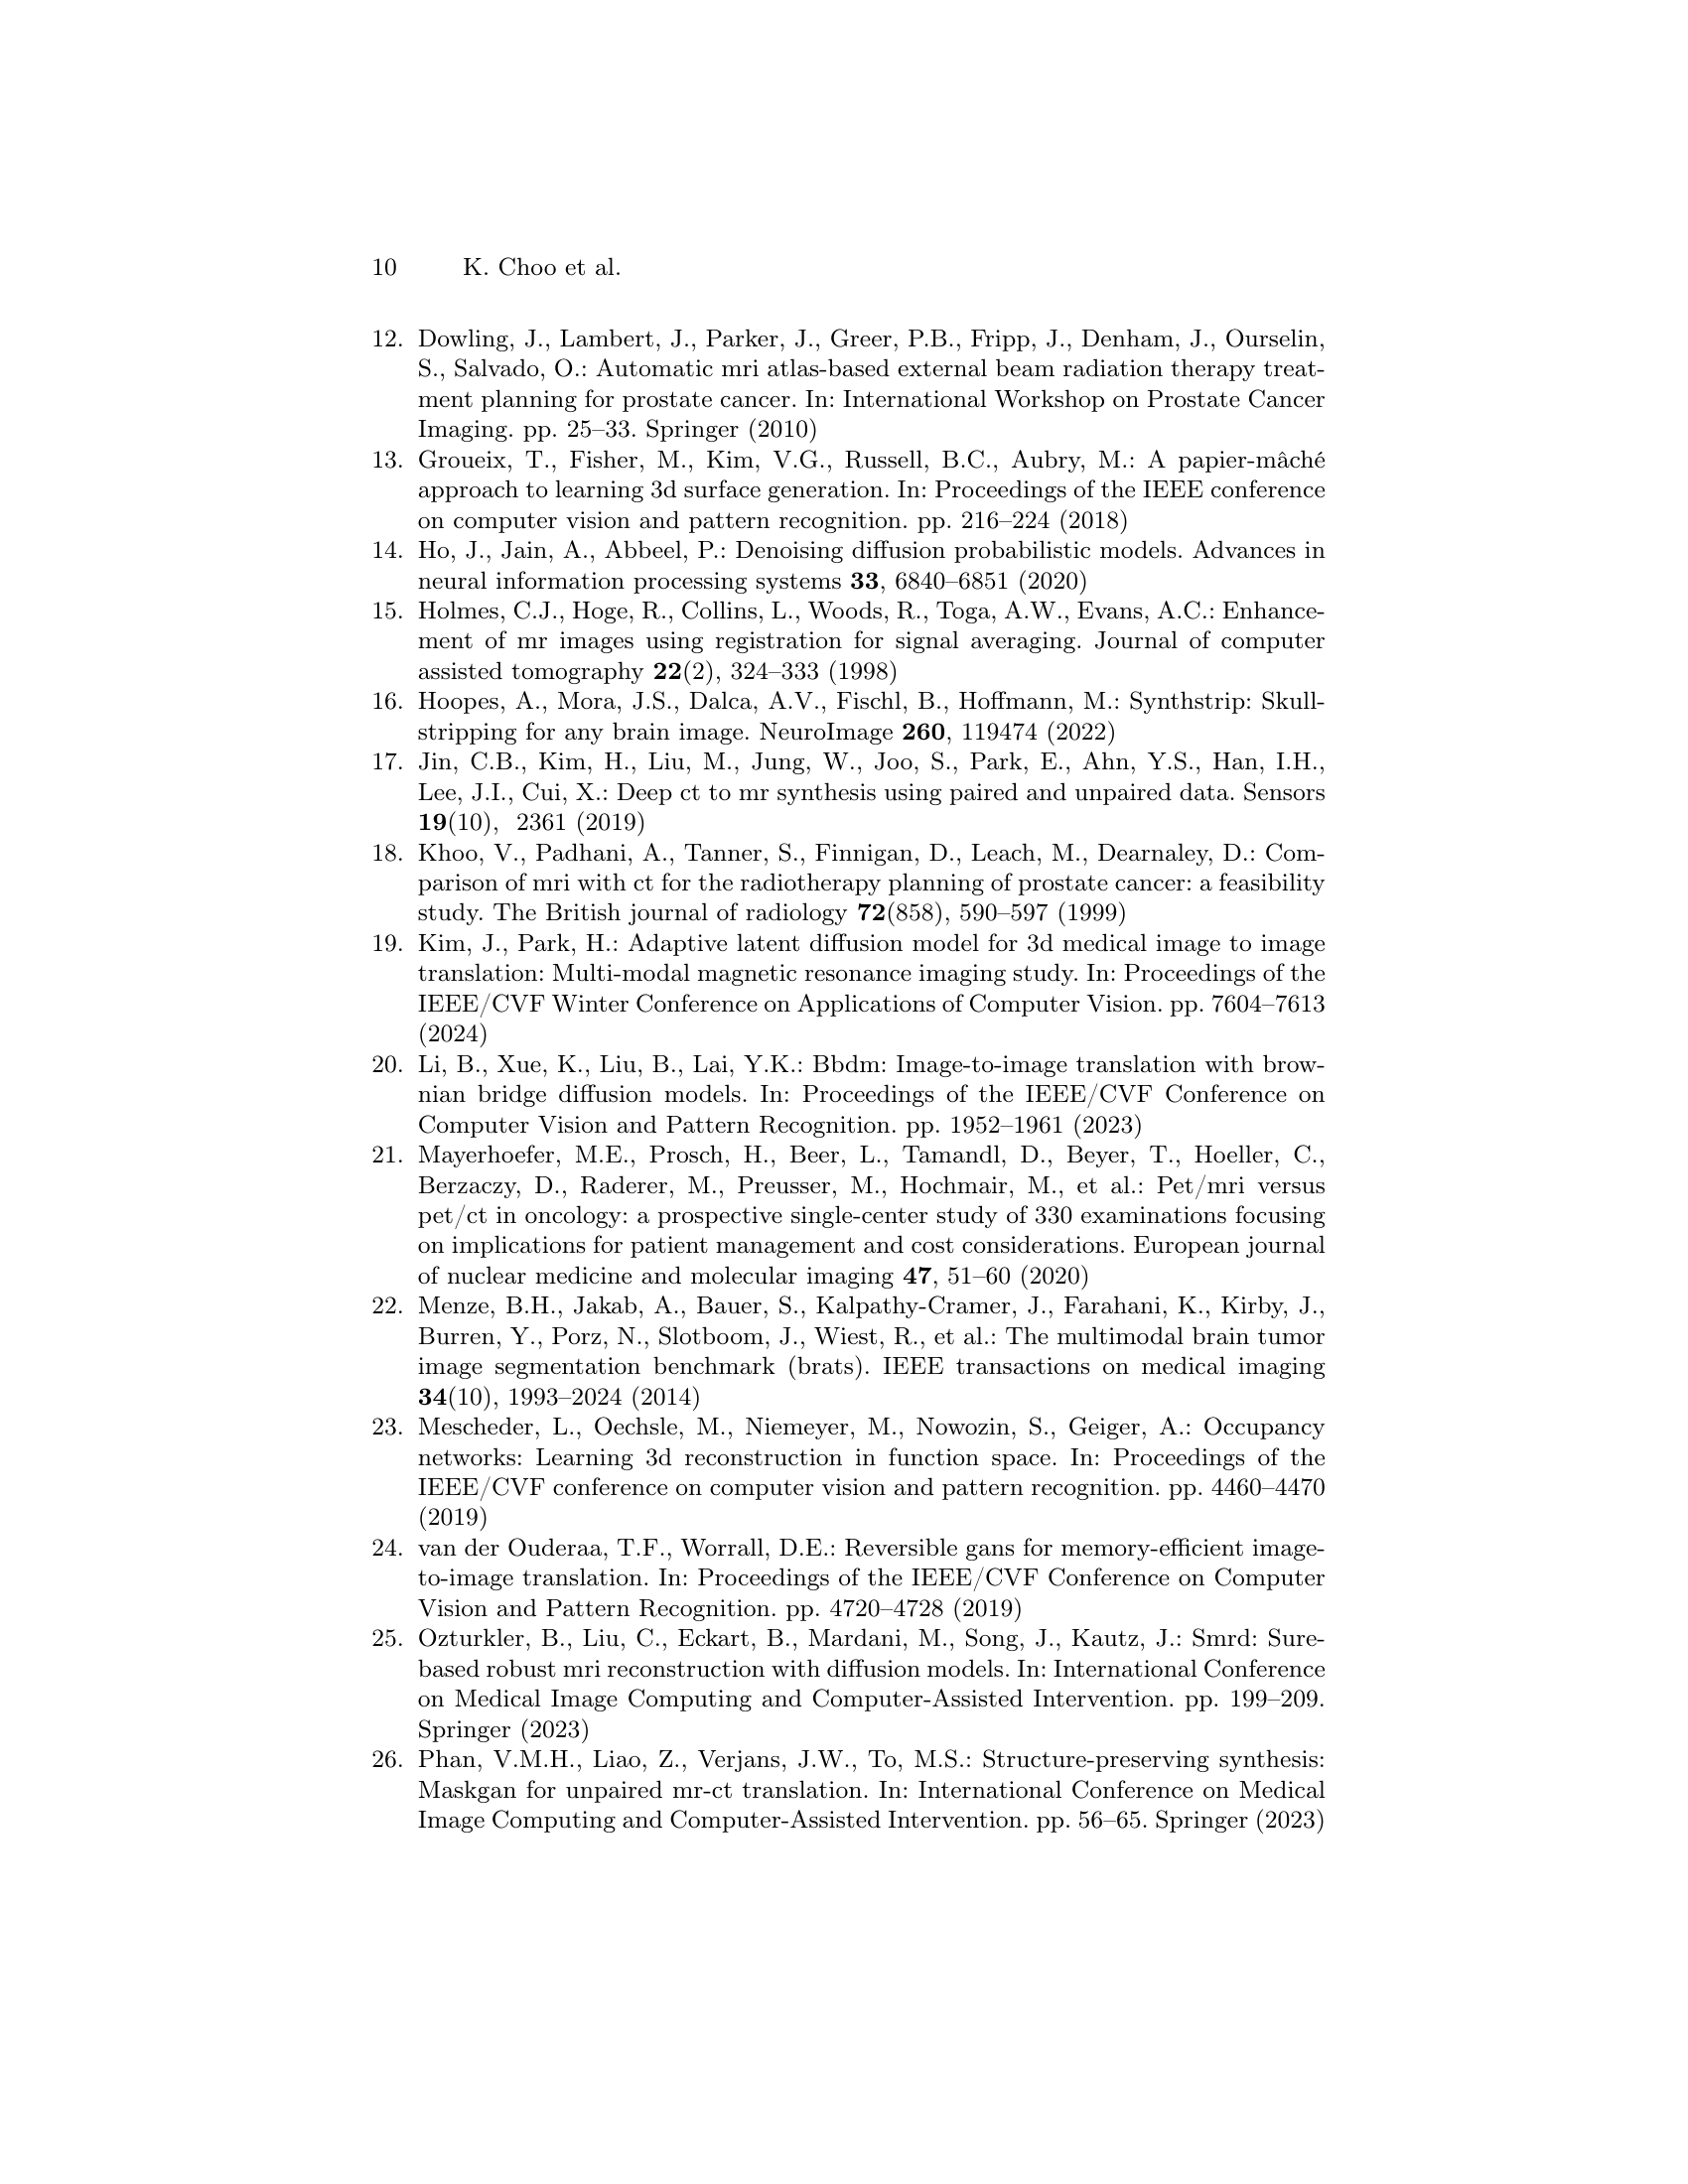 10 K. Choo et al.
12. Dowling, J., Lambert, J., Parker, J., Greer, P.B., Fripp, J., Denham, J., Ourselin,
S., Salvado, O.: Automatic mri atlas-based external beam radiation therapy treat-
ment planning for prostate cancer. In: International Workshop on Prostate Cancer
Imaging. pp. 25–33. Springer (2010)
13. Groueix, T., Fisher, M., Kim, V.G., Russell, B.C., Aubry, M.: A papier-mâché
approach to learning 3d surface generation. In: Proceedings of the IEEE conference
on computer vision and pattern recognition. pp. 216–224 (2018)
14. Ho, J., Jain, A., Abbeel, P.: Denoising diffusion probabilistic models. Advances in
neural information processing systems 33, 6840–6851 (2020)
15. Holmes, C.J., Hoge, R., Collins, L., Woods, R., Toga, A.W., Evans, A.C.: Enhance-
ment of mr images using registration for signal averaging. Journal of computer
assisted tomography 22(2), 324–333 (1998)
16. Hoopes, A., Mora, J.S., Dalca, A.V., Fischl, B., Hoffmann, M.: Synthstrip: Skull-
stripping for any brain image. NeuroImage 260, 119474 (2022)
17. Jin, C.B., Kim, H., Liu, M., Jung, W., Joo, S., Park, E., Ahn, Y.S., Han, I.H.,
Lee, J.I., Cui, X.: Deep ct to mr synthesis using paired and unpaired data. Sensors
19(10), 2361 (2019)
18. Khoo, V., Padhani, A., Tanner, S., Finnigan, D., Leach, M., Dearnaley, D.: Com-
parison of mri with ct for the radiotherapy planning of prostate cancer: a feasibility
study. The British journal of radiology 72(858), 590–597 (1999)
19. Kim, J., Park, H.: Adaptive latent diffusion model for 3d medical image to image
translation: Multi-modal magnetic resonance imaging study. In: Proceedings of the
IEEE/CVF Winter Conference on Applications of Computer Vision. pp. 7604–7613
(2024)
20. Li, B., Xue, K., Liu, B., Lai, Y.K.: Bbdm: Image-to-image translation with brow-
nian bridge diffusion models. In: Proceedings of the IEEE/CVF Conference on
Computer Vision and Pattern Recognition. pp. 1952–1961 (2023)
21. Mayerhoefer, M.E., Prosch, H., Beer, L., Tamandl, D., Beyer, T., Hoeller, C.,
Berzaczy, D., Raderer, M., Preusser, M., Hochmair, M., et al.: Pet/mri versus
pet/ct in oncology: a prospective single-center study of 330 examinations focusing
on implications for patient management and cost considerations. European journal
of nuclear medicine and molecular imaging 47, 51–60 (2020)
22. Menze, B.H., Jakab, A., Bauer, S., Kalpathy-Cramer, J., Farahani, K., Kirby, J.,
Burren, Y., Porz, N., Slotboom, J., Wiest, R., et al.: The multimodal brain tumor
image segmentation benchmark (brats). IEEE transactions on medical imaging
34(10), 1993–2024 (2014)
23. Mescheder, L., Oechsle, M., Niemeyer, M., Nowozin, S., Geiger, A.: Occupancy
networks: Learning 3d reconstruction in function space. In: Proceedings of the
IEEE/CVF conference on computer vision and pattern recognition. pp. 4460–4470
(2019)
24. van der Ouderaa, T.F., Worrall, D.E.: Reversible gans for memory-efficient image-
to-image translation. In: Proceedings of the IEEE/CVF Conference on Computer
Vision and Pattern Recognition. pp. 4720–4728 (2019)
25. Ozturkler, B., Liu, C., Eckart, B., Mardani, M., Song, J., Kautz, J.: Smrd: Sure-
based robust mri reconstruction with diffusion models. In: International Conference
on Medical Image Computing and Computer-Assisted Intervention. pp. 199–209.
Springer (2023)
26. Phan, V.M.H., Liao, Z., Verjans, J.W., To, M.S.: Structure-preserving synthesis:
Maskgan for unpaired mr-ct translation. In: International Conference on Medical
Image Computing and Computer-Assisted Intervention. pp. 56–65. Springer (2023)